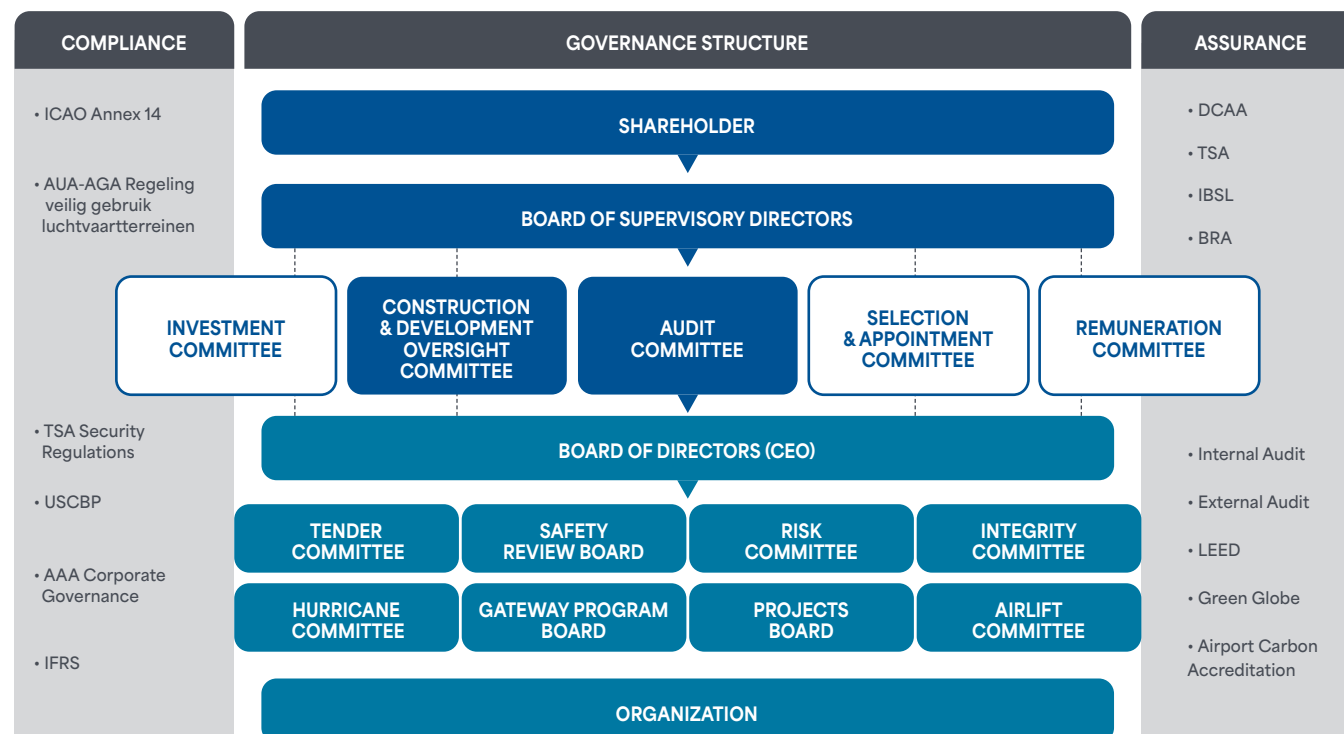 COMPLIANCE
• ICAO Annex 14
• AUA-AGA Regeling
veilig gebruik
luchtvaartterreinen
• TSA Security
Regulations
• USCBP
• AAA Corporate
Governance
• IFRS
GOVERNANCE STRUCTURE
SHAREHOLDER
BOARD OF SUPERVISORY DIRECTORS
INVESTMENT
COMMITTEE
CONSTRUCTION
& DEVELOPMENT
OVERSIGHT
COMMITTEE
AUDIT
COMMITTEE
SELECTION
& APPOINTMENT
COMMITTEE
REMUNERATION
COMMITTEE
BOARD OF DIRECTORS (CEO)
TENDER
COMMITTEE
SAFETY
REVIEW BOARD
RISK
COMMITTEE
INTEGRITY
COMMITTEE
HURRICANE
COMMITTEE
GATEWAY PROGRAM
BOARD
PROJECTS
BOARD
AIRLIFT
COMMITTEE
ORGANIZATION
ASSURANCE
• DCAA
• TSA
• IBSL
• BRA
• Internal Audit
• External Audit
• LEED
• Green Globe
• Airport Carbon
Accreditation